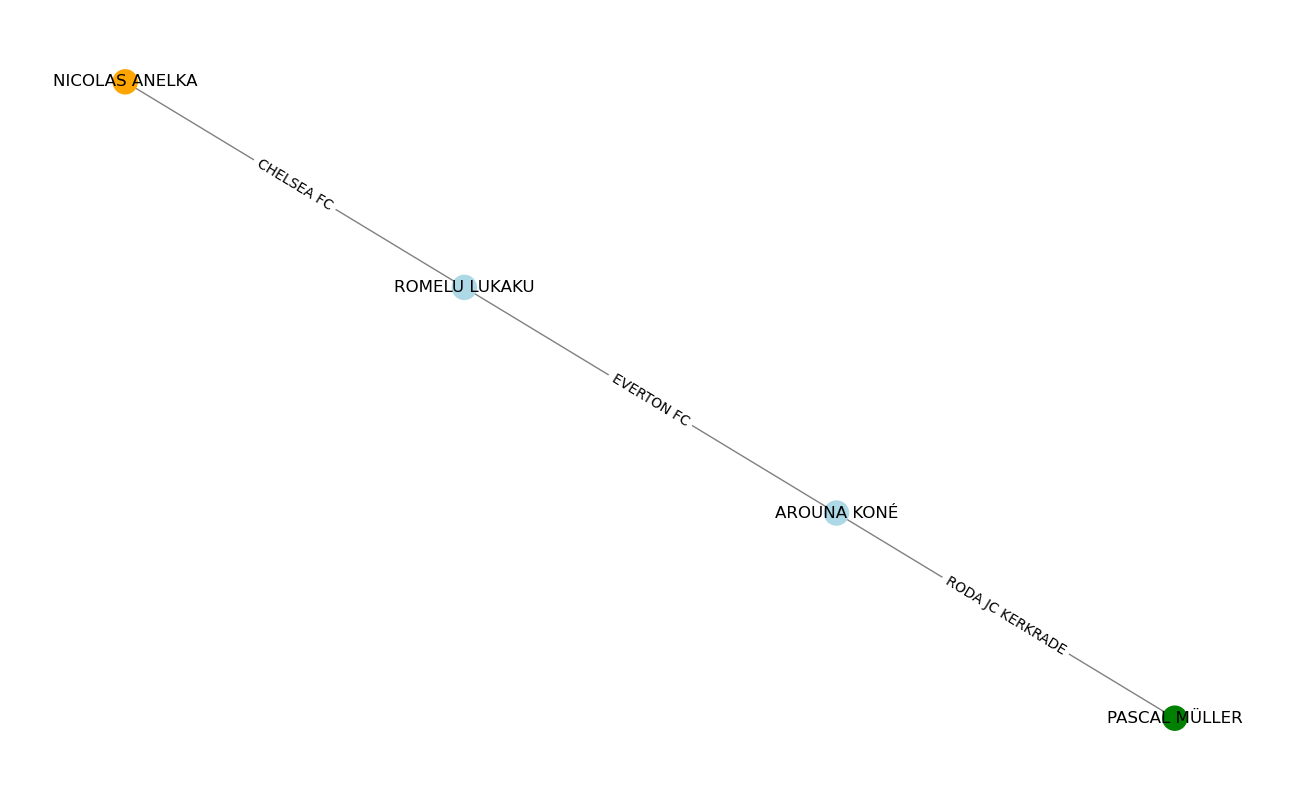 NICOLAS ANELKA
CHELSEA FC
ROMELU LUKAKU
EVERTON FC
AROUNA KONÉ
RODA JC KERKRADE
PASCAL MÜLLER